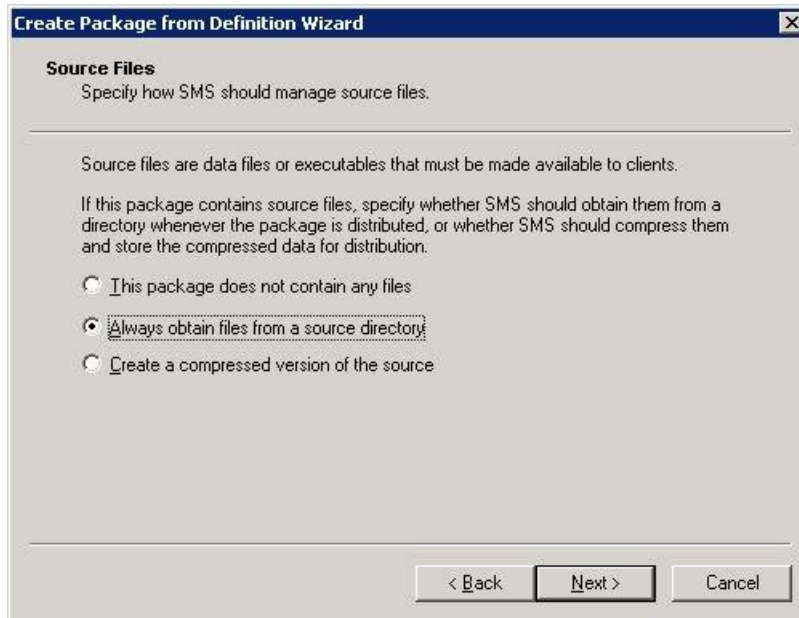 Create Package from Definition Wizard
Source Files
Specify how SMS should manage source files.
Source files are data files or executables that must be made available to clients.
If this package contains source files, specify whether SMS should obtain them from a
directory whenever the package is distributed, or whether SMS should compress them
and store the compressed data for distribution.
This package does not contain any files
Always obtain files from a source directory
Create a compressed version of the source
< Back Next > Cancel